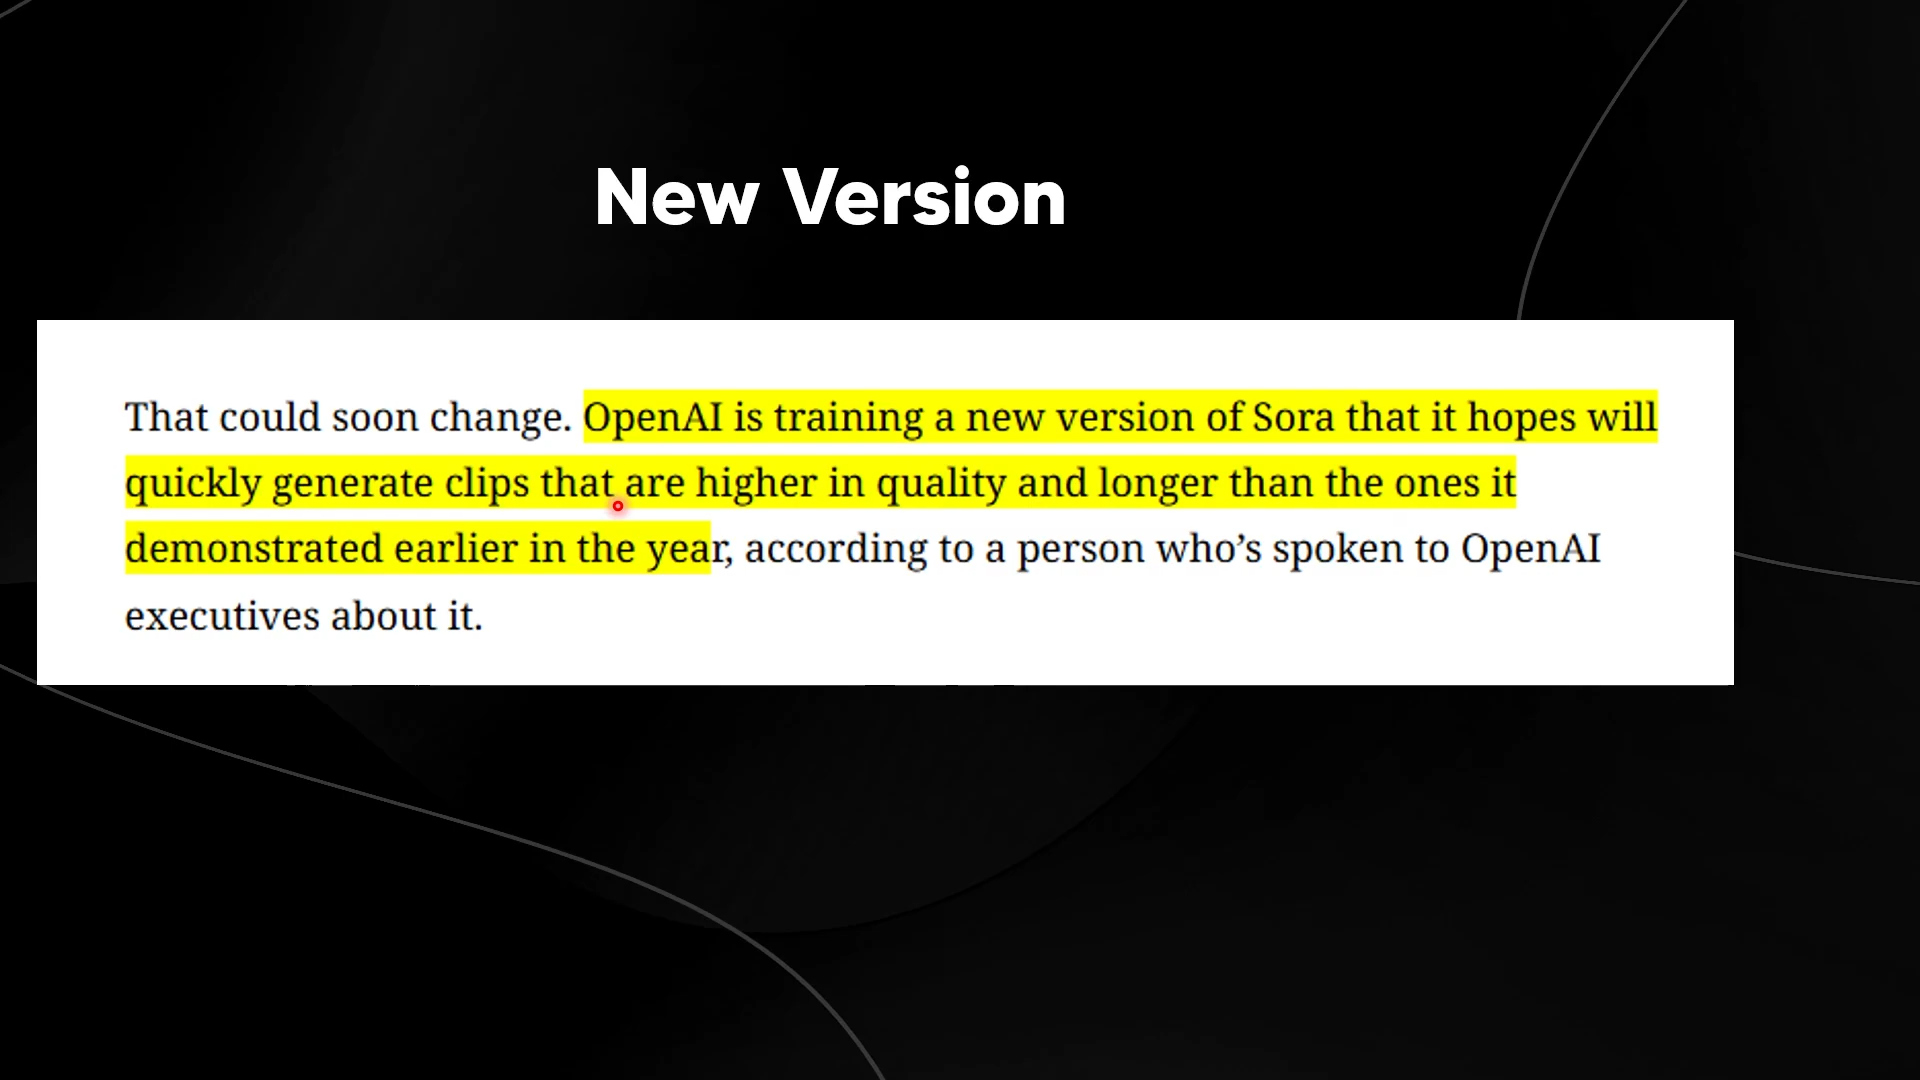 New Version
That could soon change. OpenAI is training a new version of Sora that it hopes will
quickly generate clips that are higher in quality and longer than the ones it
demonstrated earlier in the year, according to a person who’s spoken to OpenAI
executives about it.